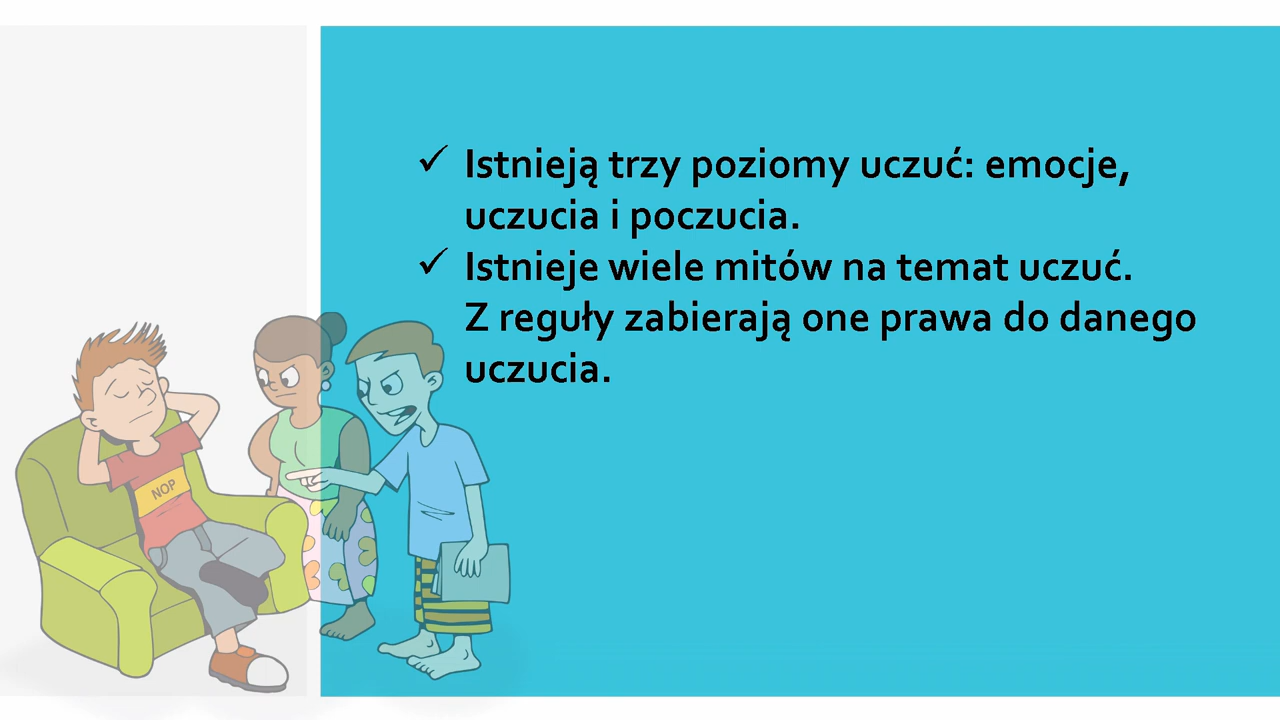 ✓ Istnieją trzy poziomy uczuć: emocje,
uczucia i poczucia.
✓ Istnieje wiele mitów na temat uczuć.
Z reguły zabierają one prawa do danego
uczucia.
NOP